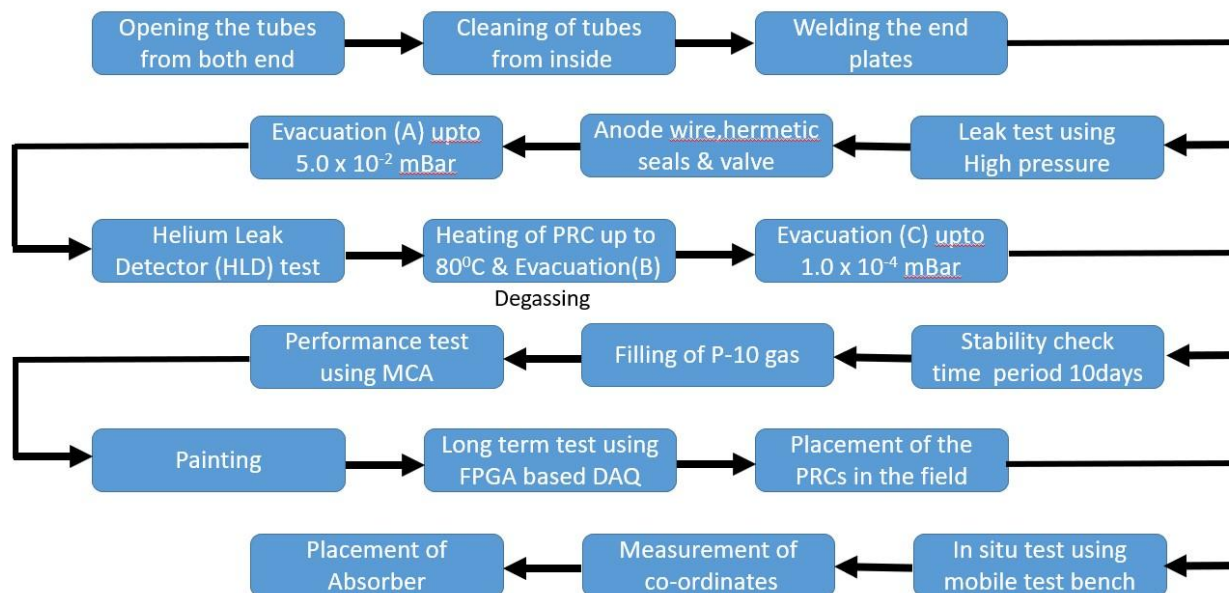 Opening the tubes
from both end
Cleaning of tubes
from inside
Welding the end
plates
Leak test using
High pressure
Anode wire,hermetic
seals & valve
Evacuation (A) upto
5.0 x 10⁻² mBar
Helium Leak
Detector (HLD) test
Heating of PRC up to
80⁰C & Evacuation(B)
Degassing
Evacuation (C) upto
1.0 x 10⁻⁴ mBar
Stability check
time period 10days
Filling of P-10 gas
Performance test
using MCA
Painting
Long term test using
FPGA based DAQ
Placement of the
PRCs in the field
In situ test using
mobile test bench
Measurement of
co-ordinates
Placement of
Absorber